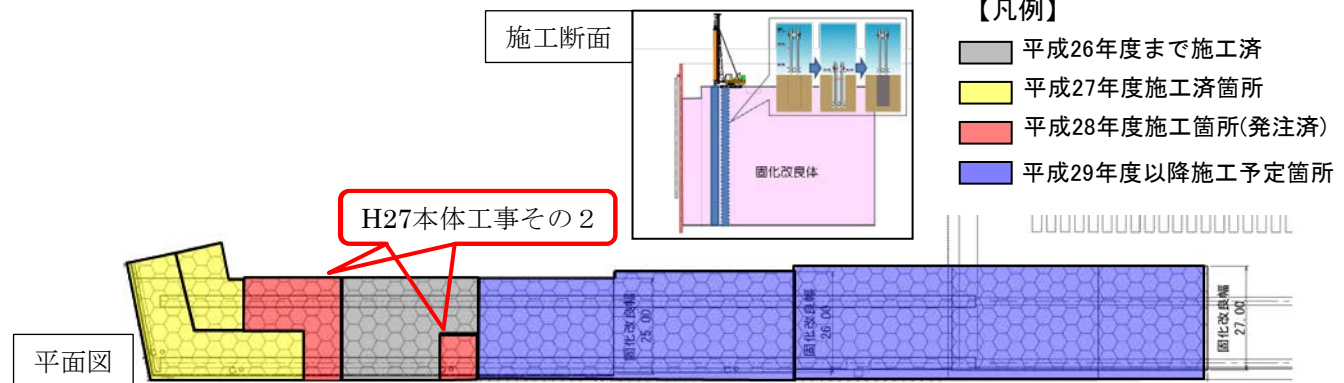 施工断面
固化改良体
【凡例】
平成26年度まで施工済
平成27年度施工済箇所
平成28年度施工箇所(発注済)
平成29年度以降施工予定箇所
H27本体工事その２
平面図
固化改良幅
25.00
固化改良幅
26.00
固化改良幅
27.00